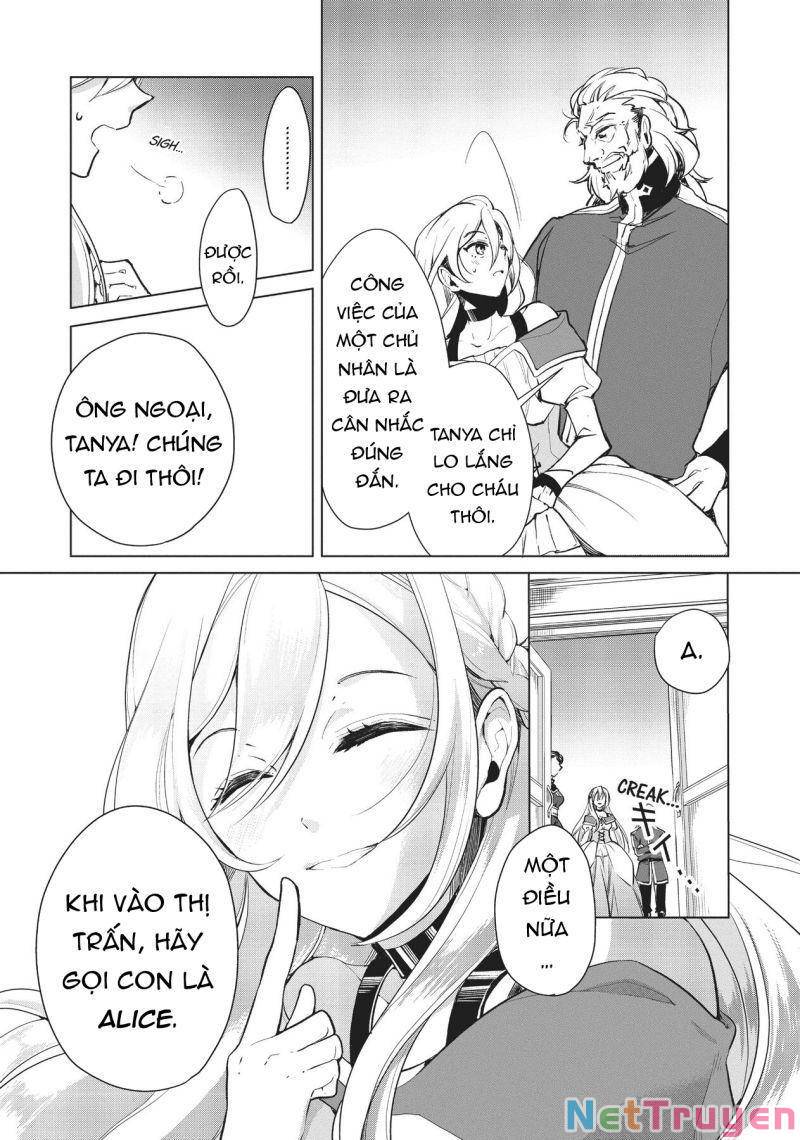 TANYA CHỈ
LO LẮNG
CHO CHÁU
THÔI.
CÔNG
VIỆC CỦA
MỘT CHỦ
NHÂN LÀ
ĐƯA RA
CÂN NHẮC
ĐÚNG
ĐẮN.
..........
SIGH...
ĐƯỢC
RỒI.
ÔNG NGOẠI,
TANYA! CHÚNG
TA ĐI THÔI!
A.
CREAK...
キィ...
MỘT
ĐIỀU
NỮA
...
KHI VÀO THỊ
TRẤN, HÃY
GỌI CON LÀ
ALICE.
NETTRUYEN